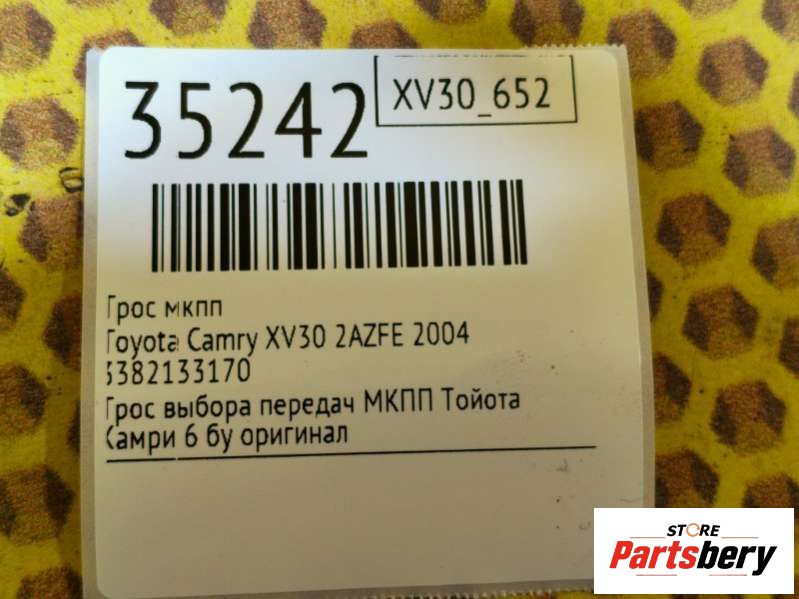 35242
XV30_652
Трос мкпп
Toyota Camry XV30 2AZFE 2004
3382133170
Трос выбора передач МКПП Тойота
Камри 6 бу оригинал
STORE
Partsbery